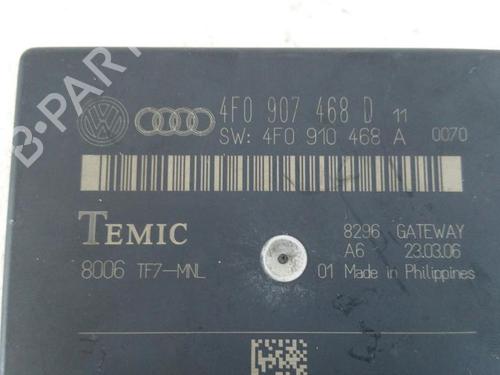 4F0 907 468 D 11
SW: 4F0 910 468 A 0070
TEMIC
8296 GATEWAY
A6 23.03.06
8006 TF7-MNL
01 Made in Philippines
B-PARTS